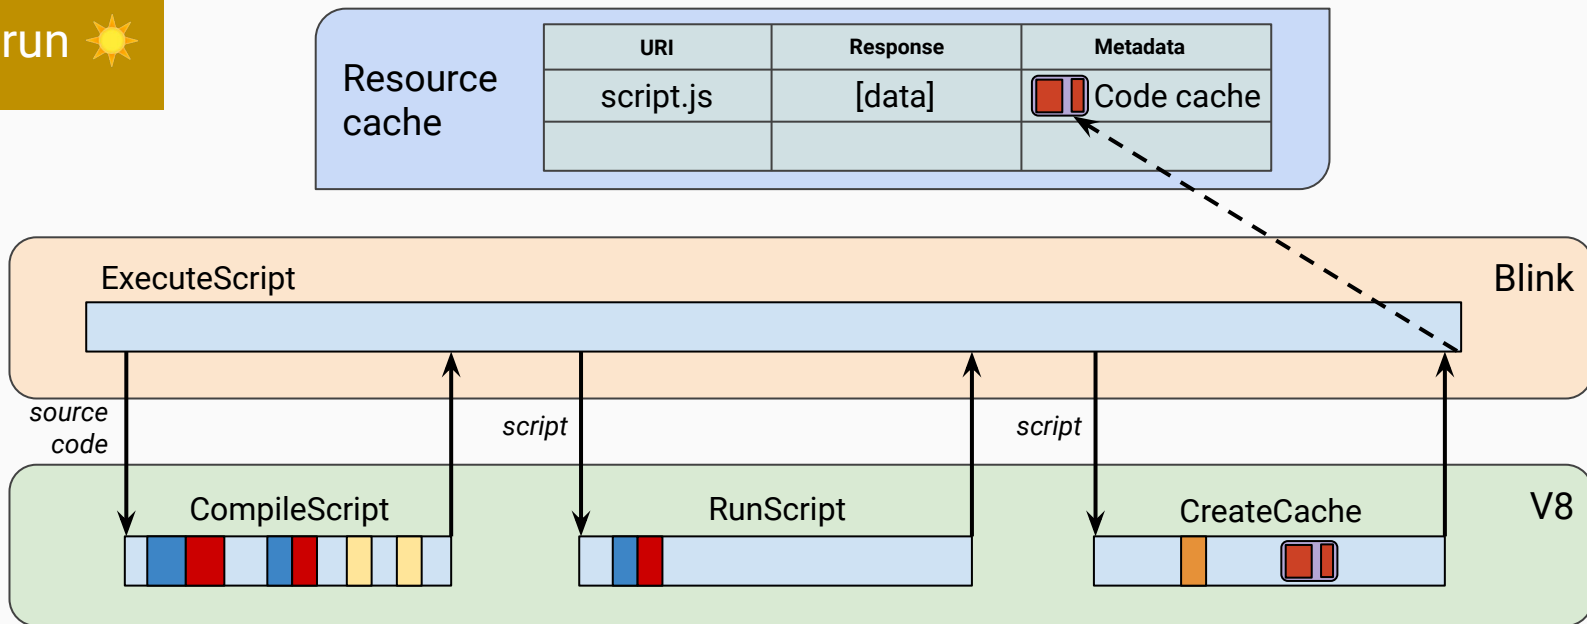 run
Resource
cache
URI
Response
Metadata
script.js
[data]
Code cache
ExecuteScript
Blink
source
code
script
script
CompileScript
RunScript
CreateCache
V8